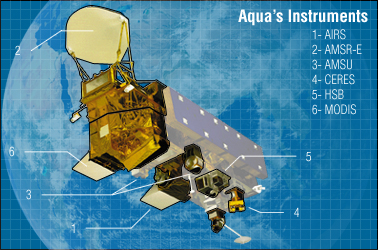 Aqua's Instruments
1- AIRS
2- AMSR-E
3- AMSU
4- CERES
5- HSB
6- MODIS
2
6
5
3
4
1